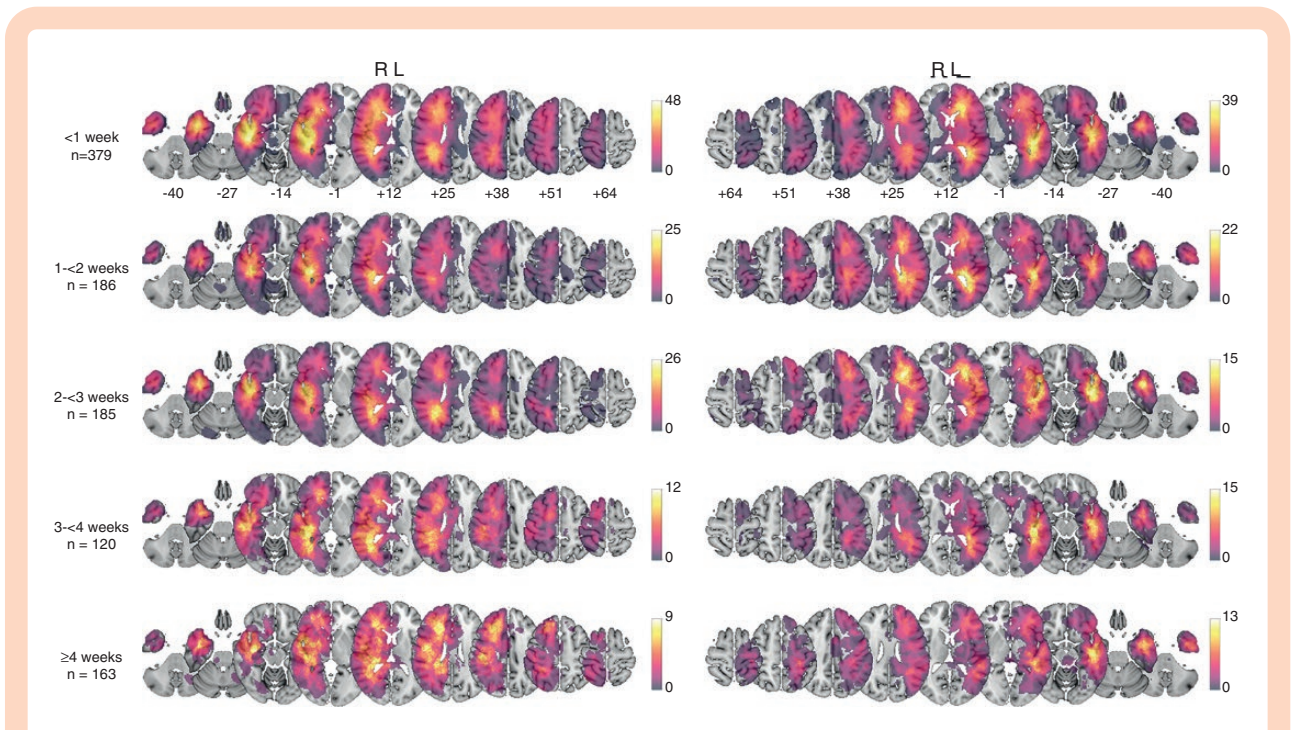 R L
R L
<1 week
n=379
48
0
39
0
-40 -27 -14 -1 +12 +25 +38 +51 +64
+64 +51 +38 +25 +12 -1 -14 -27 -40
1-<2 weeks
n = 186
25
0
22
0
2-<3 weeks
n = 185
26
0
15
0
3-<4 weeks
n = 120
12
0
15
0
≥4 weeks
n = 163
9
0
13
0